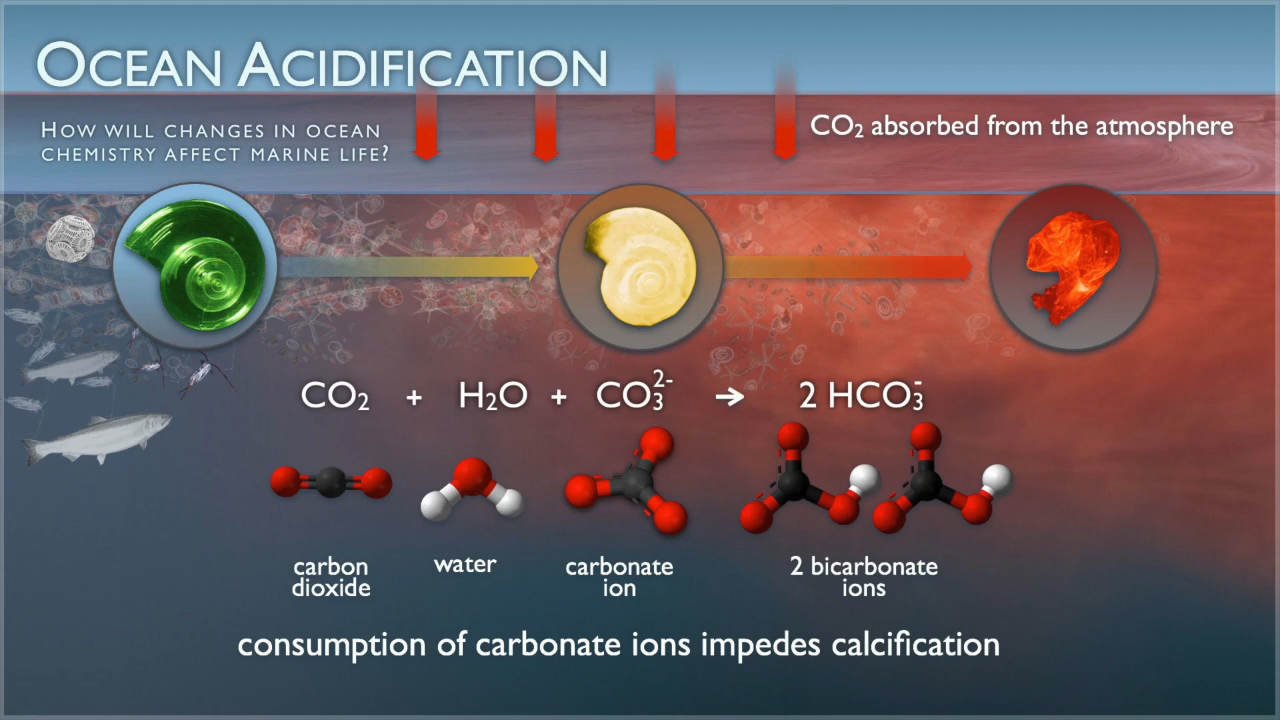 OCEAN ACIDIFICATION
HOW WILL CHANGES IN OCEAN
CHEMISTRY AFFECT MARINE LIFE?
CO₂ absorbed from the atmosphere
CO₂ + H₂O + CO₃²⁻ → 2 HCO₃⁻
carbon dioxide
water
carbonate ion
2 bicarbonate ions
consumption of carbonate ions impedes calcification